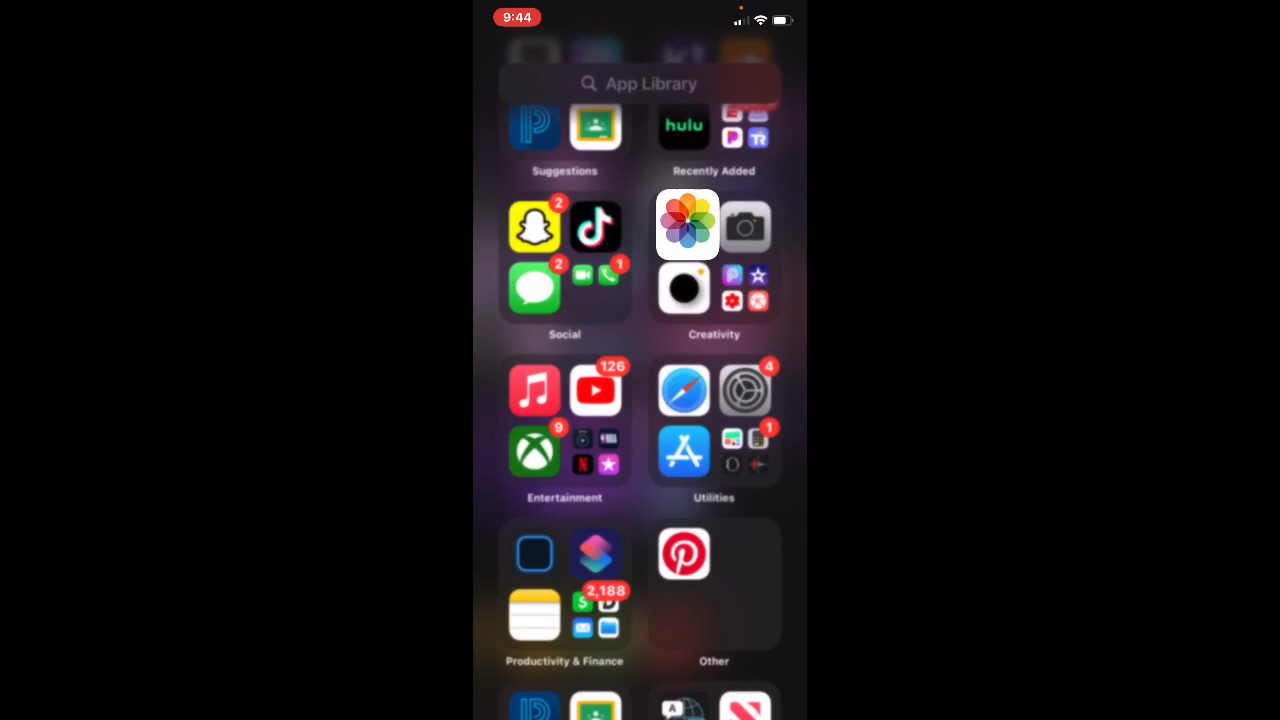 9:44
App Library
hulu
Suggestions
Recently Added
2
2
1
Social
Creativity
126
4
9
1
Entertainment
Utilities
2,188
Productivity & Finance
Other